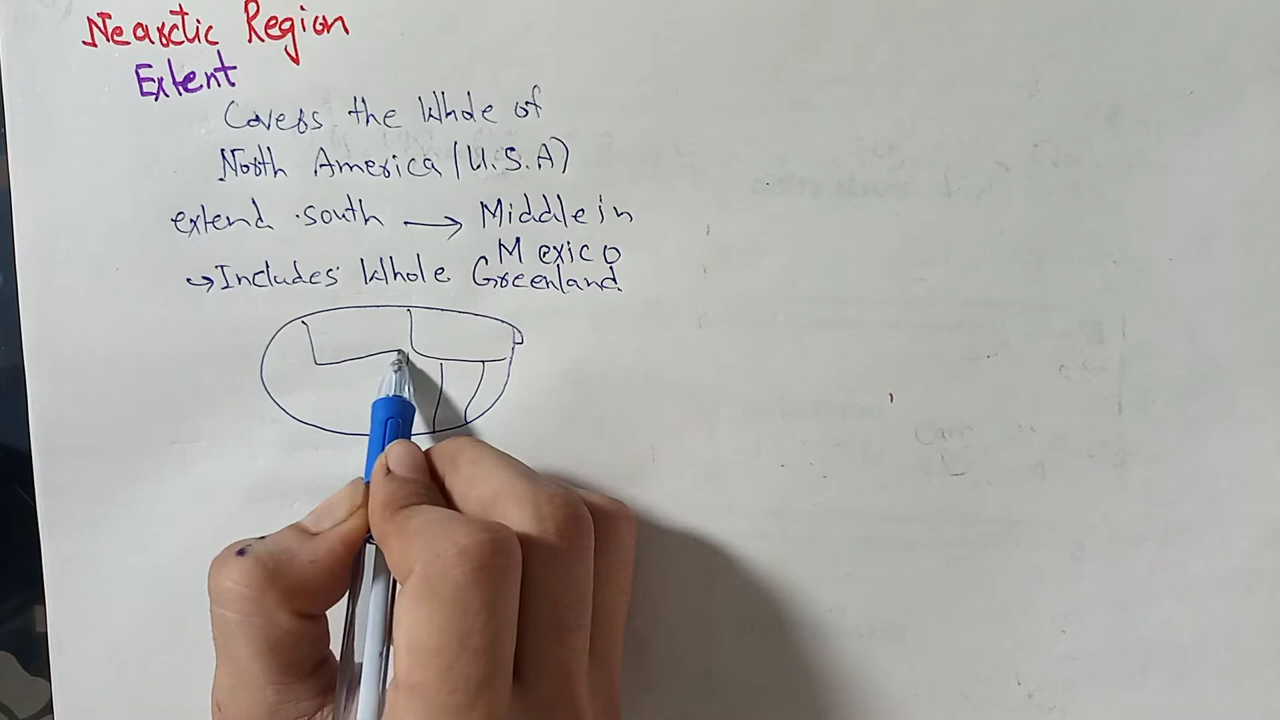 Nearctic Region
Extent
Covers the Whole of
North America (U.S.A)
extend south → Middle in
Mexico
↪ Includes Whole Greenland